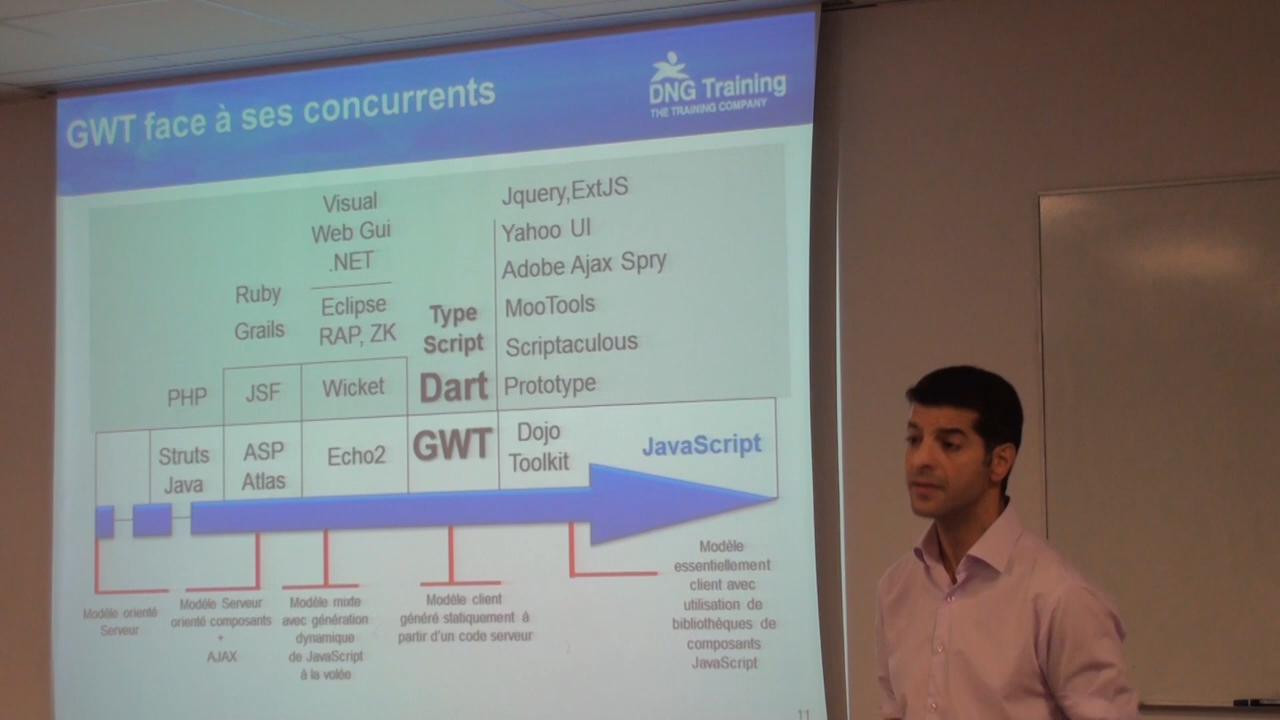 GWT face à ses concurrents
DNG Training
THE TRAINING COMPANY
Visual
Web Gui
.NET
Eclipse
RAP, ZK
Ruby
Grails
Type
Script
Jquery,ExtJS
Yahoo UI
Adobe Ajax Spry
MooTools
Scriptaculous
Prototype
PHP
JSF
Wicket
Dart
Struts
Java
ASP
Atlas
Echo2
GWT
Dojo
Toolkit
JavaScript
Modèle orienté
Serveur
Modèle Serveur
orienté composants
+
AJAX
Modèle mixte
avec génération
dynamique
de JavaScript
à la volée
Modèle client
généré statiquement à
partir d'un code serveur
Modèle
essentiellement
client avec
utilisation de
bibliothèques de
composants
JavaScript
11